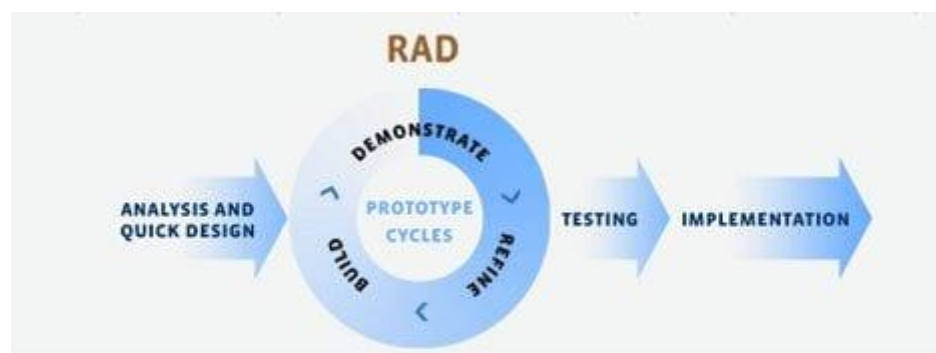 RAD
ANALYSIS AND
QUICK DESIGN
DEMONSTRATE
REFINE
BUILD
PROTOTYPE
CYCLES
TESTING
IMPLEMENTATION